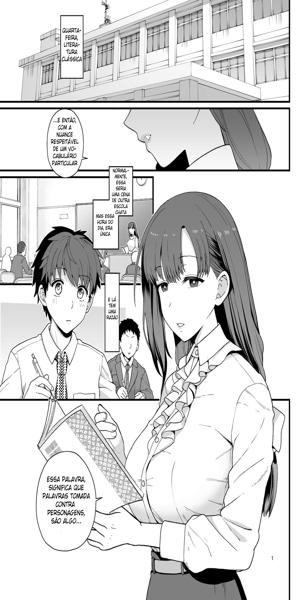 QUARTA-
FEIRA,
LITERA-
TURA
CLÁSSICA
...E ENTÃO,
COM A
NUANCE
RESPEITÁVEL
DE UM VO-
CABULÁRIO
PARTICULAR
NORMAL-
MENTE, ESSA
SERIA
UMA CENA
DE OUTRA
ESCOLA
CHATA
MAS ESSA HORA
DO DIA, ERA
ÚNICA
E LÁ
TEM UMA
RAZÃO
ESSA PALAVRA,
SIGNIFICA QUE
PALAVRAS TOMADA
CONTRA
PERSONAGENS,
SÃO ALGO...
1